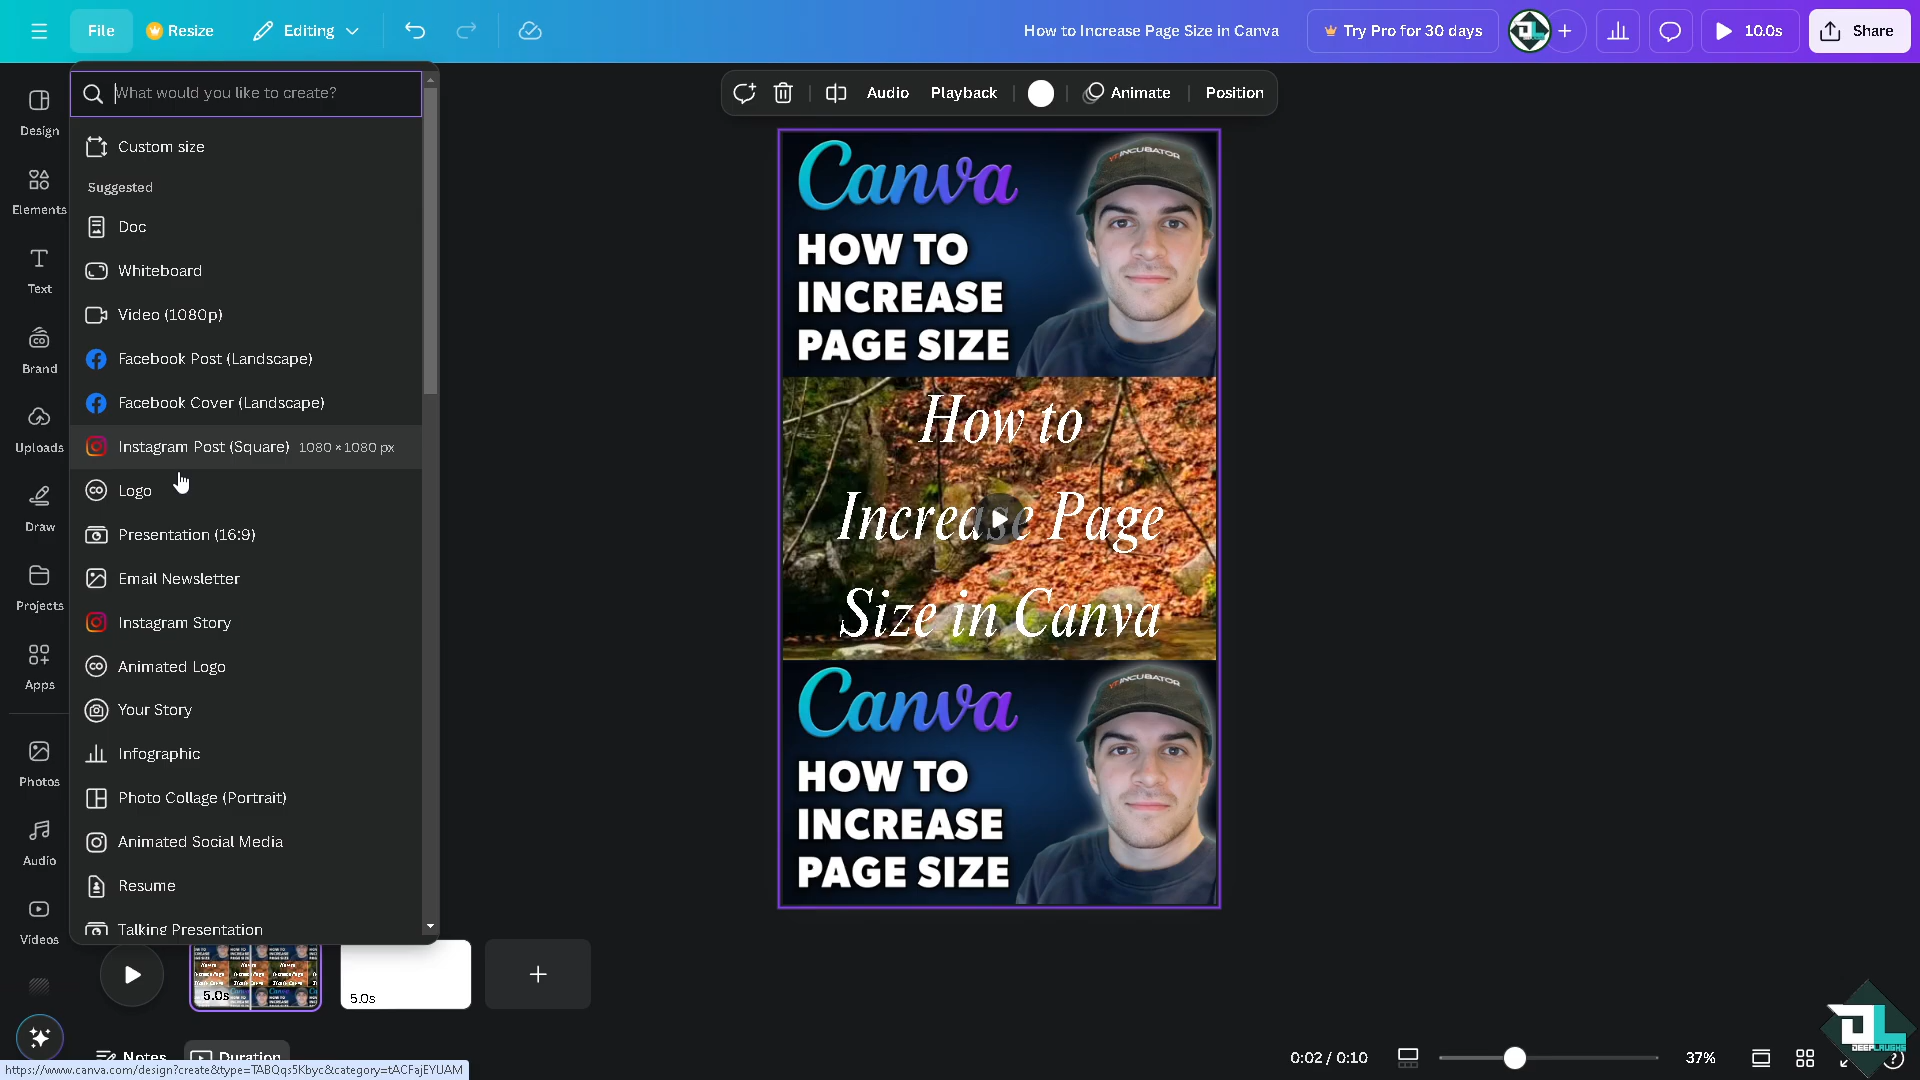 File
Resize
Editing
How to Increase Page Size in Canva
Try Pro for 30 days
10.0s
Share
What would you like to create?
Custom size
Suggested
Doc
Whiteboard
Video (1080p)
Facebook Post (Landscape)
Facebook Cover (Landscape)
Instagram Post (Square) 1080 × 1080 px
Logo
Presentation (16:9)
Email Newsletter
Instagram Story
Animated Logo
Your Story
Infographic
Photo Collage (Portrait)
Animated Social Media
Resume
Talking Presentation
Design
Elements
Text
Brand
Uploads
Draw
Projects
Apps
Photos
Audio
Videos
Audio
Playback
Animate
Position
Canva
HOW TO
INCREASE
PAGE SIZE
How to
Increase Page
Size in Canva
Canva
HOW TO
INCREASE
PAGE SIZE
5.0s
5.0s
Notes
Duration
0:02 / 0:10
37%
DEEPLAUGHS
https://www.canva.com/design?create&type=TABQqs5Kbyc&category=tACFajEYUAM